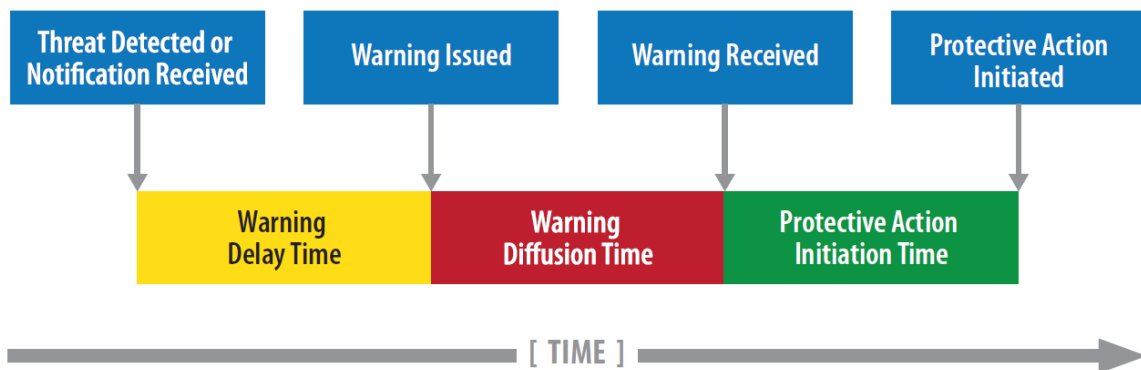 Threat Detected or
Notification Received
Warning Issued
Warning Received
Protective Action
Initiated
Warning
Delay Time
Warning
Diffusion Time
Protective Action
Initiation Time
[ TIME ]